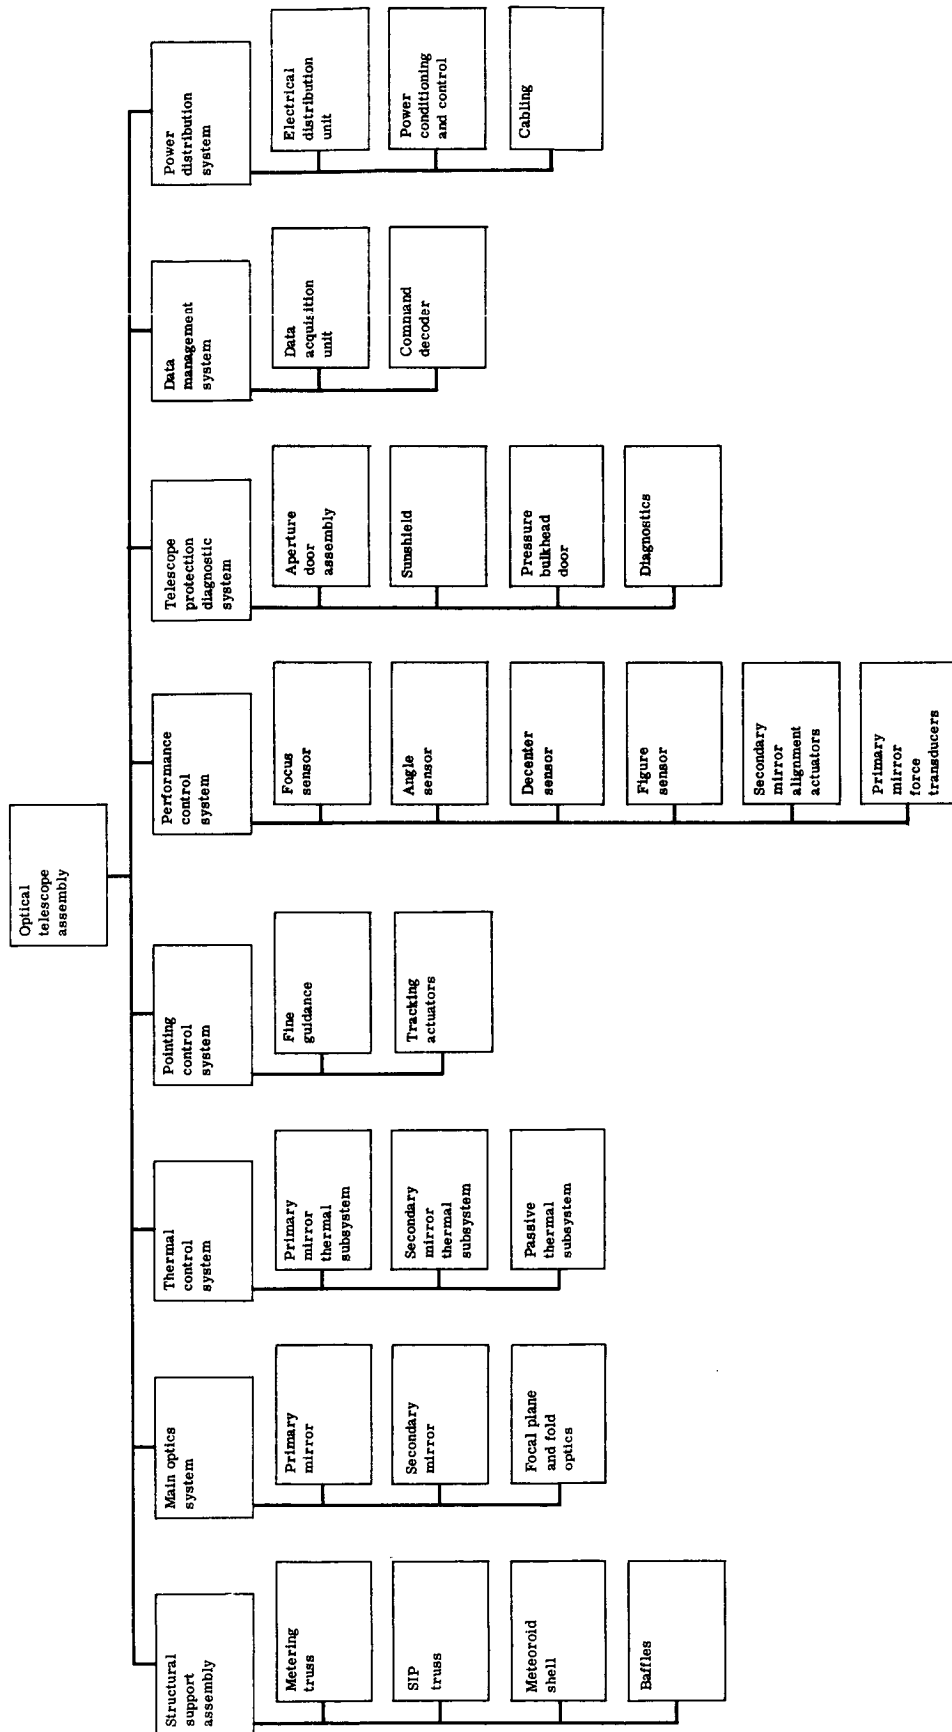 Optical
telescope
assembly
Structural
support
assembly
Metering
truss
SIP
truss
Meteoroid
shell
Baffles
Main optics
system
Primary
mirror
Secondary
mirror
Focal plane
and fold
optics
Thermal
control
system
Primary
mirror
thermal
subsystem
Secondary
mirror
thermal
subsystem
Passive
thermal
subsystem
Pointing
control
system
Fine
guidance
Tracking
actuators
Performance
control
system
Focus
sensor
Angle
sensor
Decenter
sensor
Figure
sensor
Secondary
mirror
alignment
actuators
Primary
mirror
force
transducers
Telescope
protection
diagnostic
system
Aperture
door
assembly
Sunshield
Pressure
bulkhead
door
Diagnostics
Data
management
system
Data
acquisition
unit
Command
decoder
Power
distribution
system
Electrical
distribution
unit
Power
conditioning
and control
Cabling